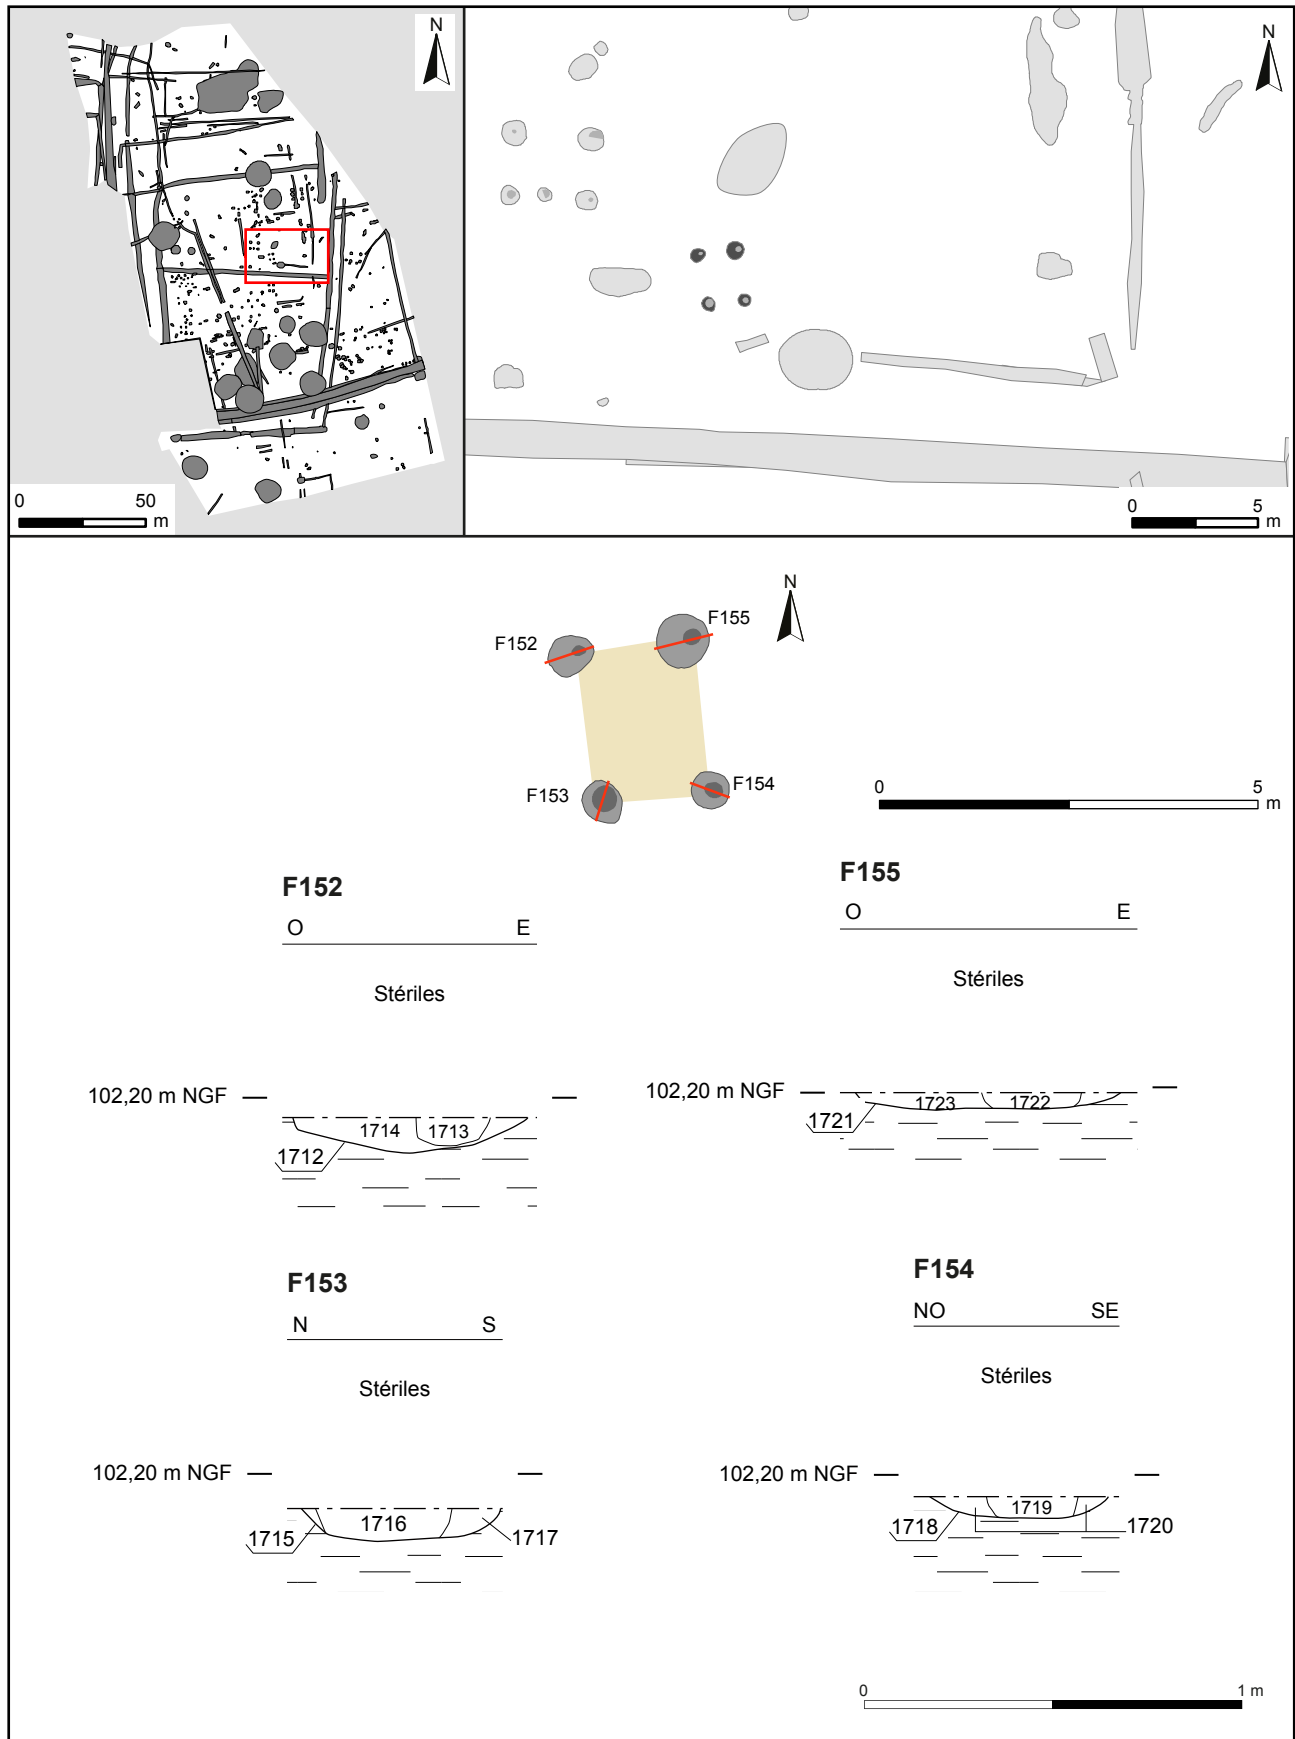 N
0 50
m
N
0 5
m
N
F155
F152
F153
F154
0 5
m
F152
O E
Stériles
102,20 m NGF
1714 1713
1712
F155
O E
Stériles
102,20 m NGF
1723 1722
1721
F153
N S
Stériles
102,20 m NGF
1716
1715
1717
F154
NO SE
Stériles
102,20 m NGF
1719
1718
1720
0 1 m